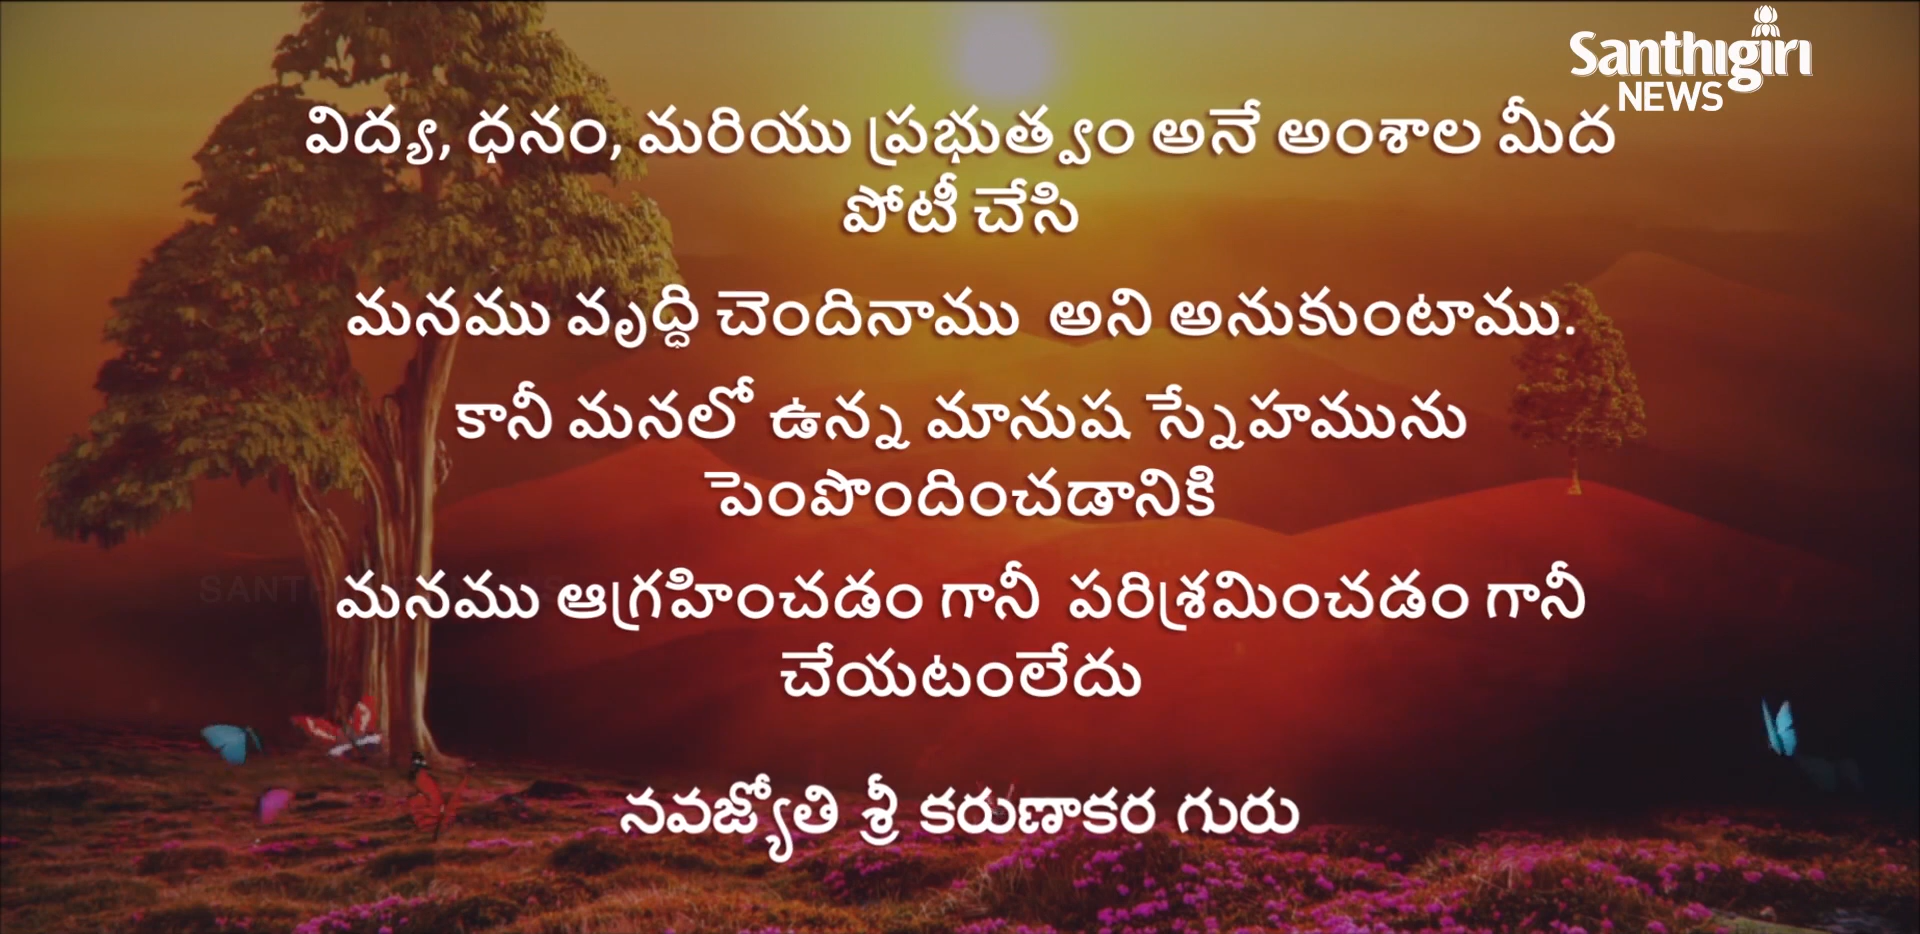 Santhigiri
NEWS
విద్య, ధనం, మరియు ప్రభుత్వం అనే అంశాల మీద
పోటీ చేసి
మనము వృద్ధి చెందినాము అని అనుకుంటాము.
కానీ మనలో ఉన్న మానుష స్నేహమును
పెంపొందించడానికి
మనము ఆగ్రహించడం గానీ పరిశ్రమించడం గానీ
చేయటంలేదు
నవజ్యోతి శ్రీ కరుణాకర గురు